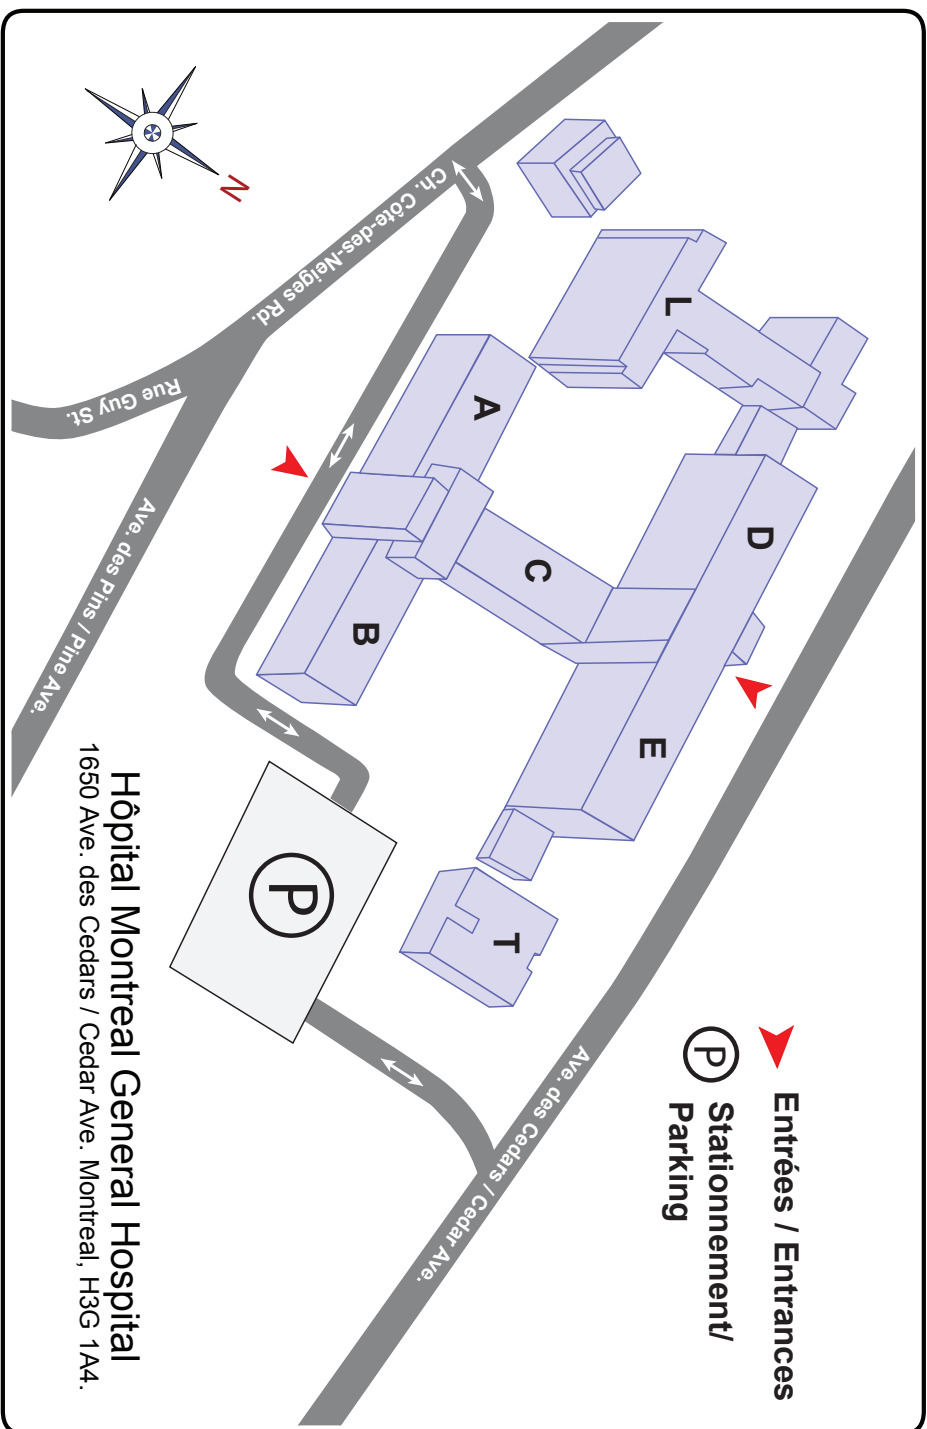 Entrées / Entrances
P
Stationnement/
Parking
N
Ch. Côte-des-Neiges Rd.
Rue Guy St.
Ave. des Pins / Pine Ave.
Ave. des Cedars / Cedar Ave.
L
A
D
C
B
E
T
P
Hôpital Montreal General Hospital
1650 Ave. des Cedars / Cedar Ave. Montreal, H3G 1A4.